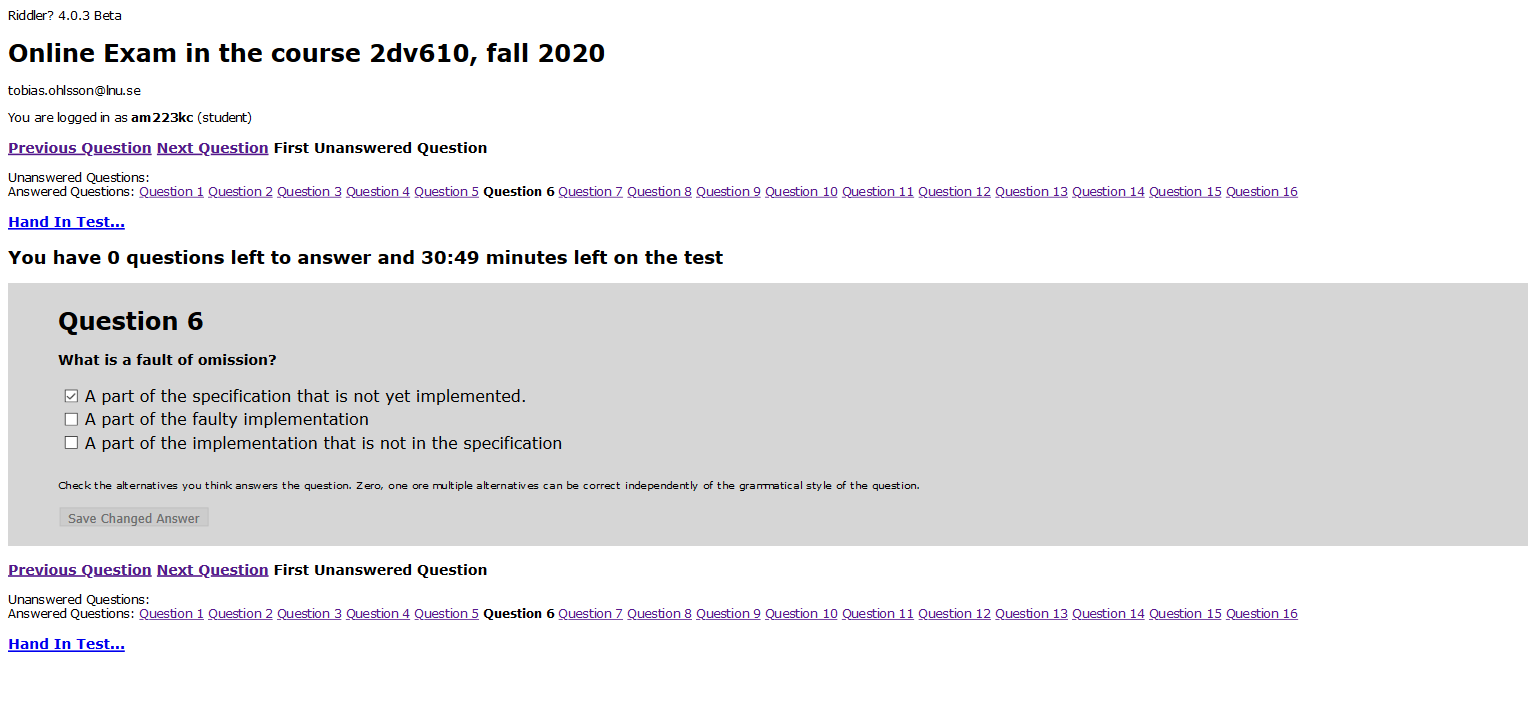 Riddler? 4.0.3 Beta
Online Exam in the course 2dv610, fall 2020
tobias.ohlsson@lnu.se
You are logged in as am223kc (student)
Previous Question Next Question First Unanswered Question
Unanswered Questions:
Answered Questions: Question 1 Question 2 Question 3 Question 4 Question 5 Question 6 Question 7 Question 8 Question 9 Question 10 Question 11 Question 12 Question 13 Question 14 Question 15 Question 16
Hand In Test...
You have 0 questions left to answer and 30:49 minutes left on the test
Question 6
What is a fault of omission?
A part of the specification that is not yet implemented.
A part of the faulty implementation
A part of the implementation that is not in the specification
Check the alternatives you think answers the question. Zero, one ore multiple alternatives can be correct independently of the grammatical style of the question.
Save Changed Answer
Previous Question Next Question First Unanswered Question
Unanswered Questions:
Answered Questions: Question 1 Question 2 Question 3 Question 4 Question 5 Question 6 Question 7 Question 8 Question 9 Question 10 Question 11 Question 12 Question 13 Question 14 Question 15 Question 16
Hand In Test...